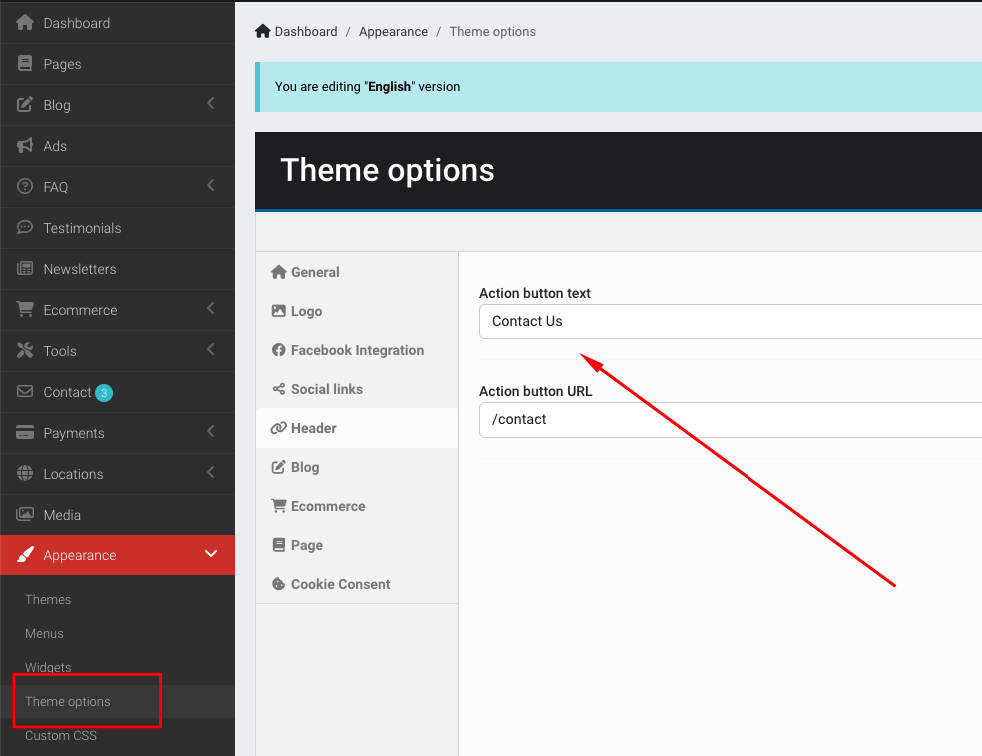 Dashboard
Pages
Blog
Ads
FAQ
Testimonials
Newsletters
Ecommerce
Tools
Contact 3
Payments
Locations
Media
Appearance
Themes
Menus
Widgets
Theme options
Custom CSS
Dashboard / Appearance / Theme options
You are editing "English" version
Theme options
General
Logo
Facebook Integration
Social links
Header
Blog
Ecommerce
Page
Cookie Consent
Action button text
Contact Us
Action button URL
/contact